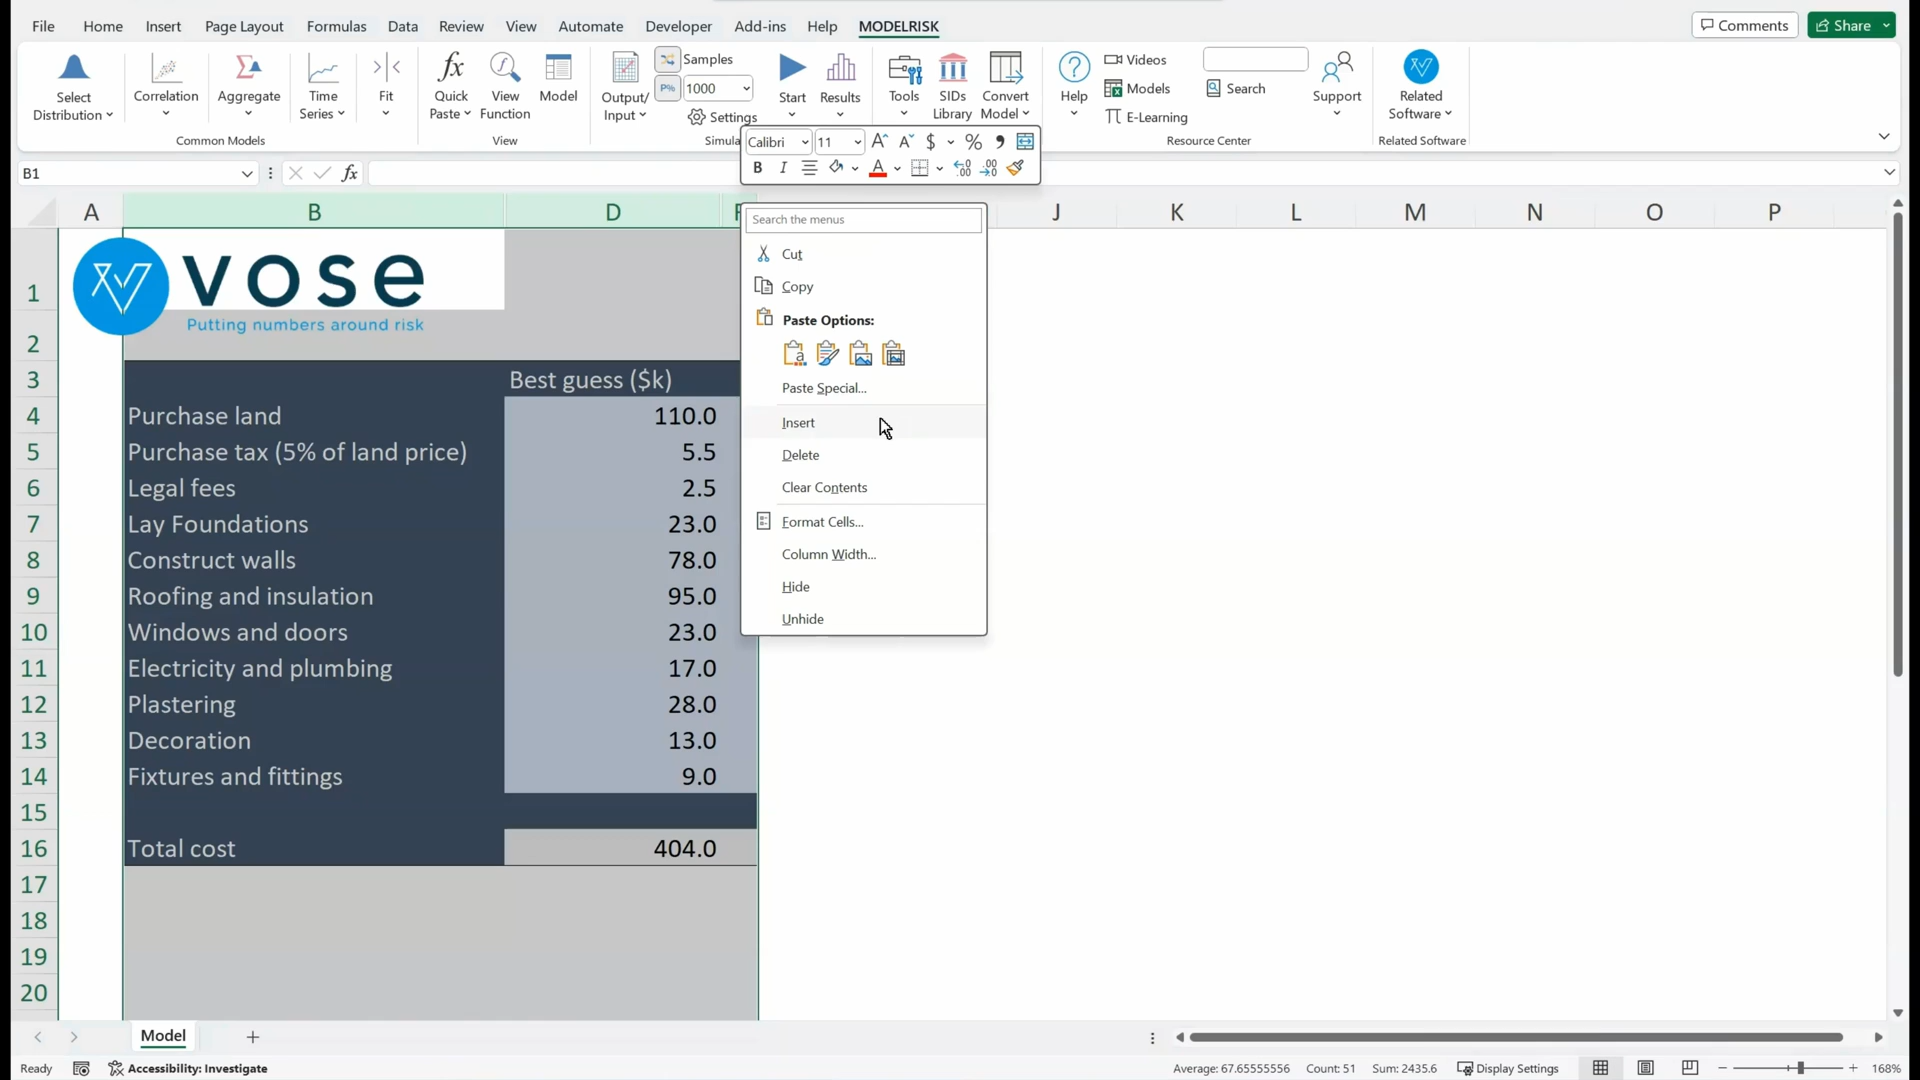 File Home Insert Page Layout Formulas Data Review View Automate Developer Add-ins Help MODELRISK Comments Share
Select Distribution
Correlation
Aggregate
Time Series
Fit
Common Models
Quick Paste
View Function
Model
View
Output/ Input
Samples
1000
Settings
Simula
Start
Results
Tools
SIDs Library
Convert Model
Help
Videos
Models
E-Learning
Search
Support
Resource Center
Related Software
Related Software
Calibri 11 A A $ % ,
B I A .00 .00
B1 fx
A B D J K L M N O P
vose
Putting numbers around risk
Search the menus
Cut
Copy
Paste Options:
Paste Special...
Insert
Delete
Clear Contents
Format Cells...
Column Width...
Hide
Unhide
1
2
3 Best guess ($k)
4 Purchase land 110.0
5 Purchase tax (5% of land price) 5.5
6 Legal fees 2.5
7 Lay Foundations 23.0
8 Construct walls 78.0
9 Roofing and insulation 95.0
10 Windows and doors 23.0
11 Electricity and plumbing 17.0
12 Plastering 28.0
13 Decoration 13.0
14 Fixtures and fittings 9.0
15
16 Total cost 404.0
17
18
19
20
Model
Ready Accessibility: Investigate Average: 67.65555556 Count: 51 Sum: 2435.6 Display Settings 168%